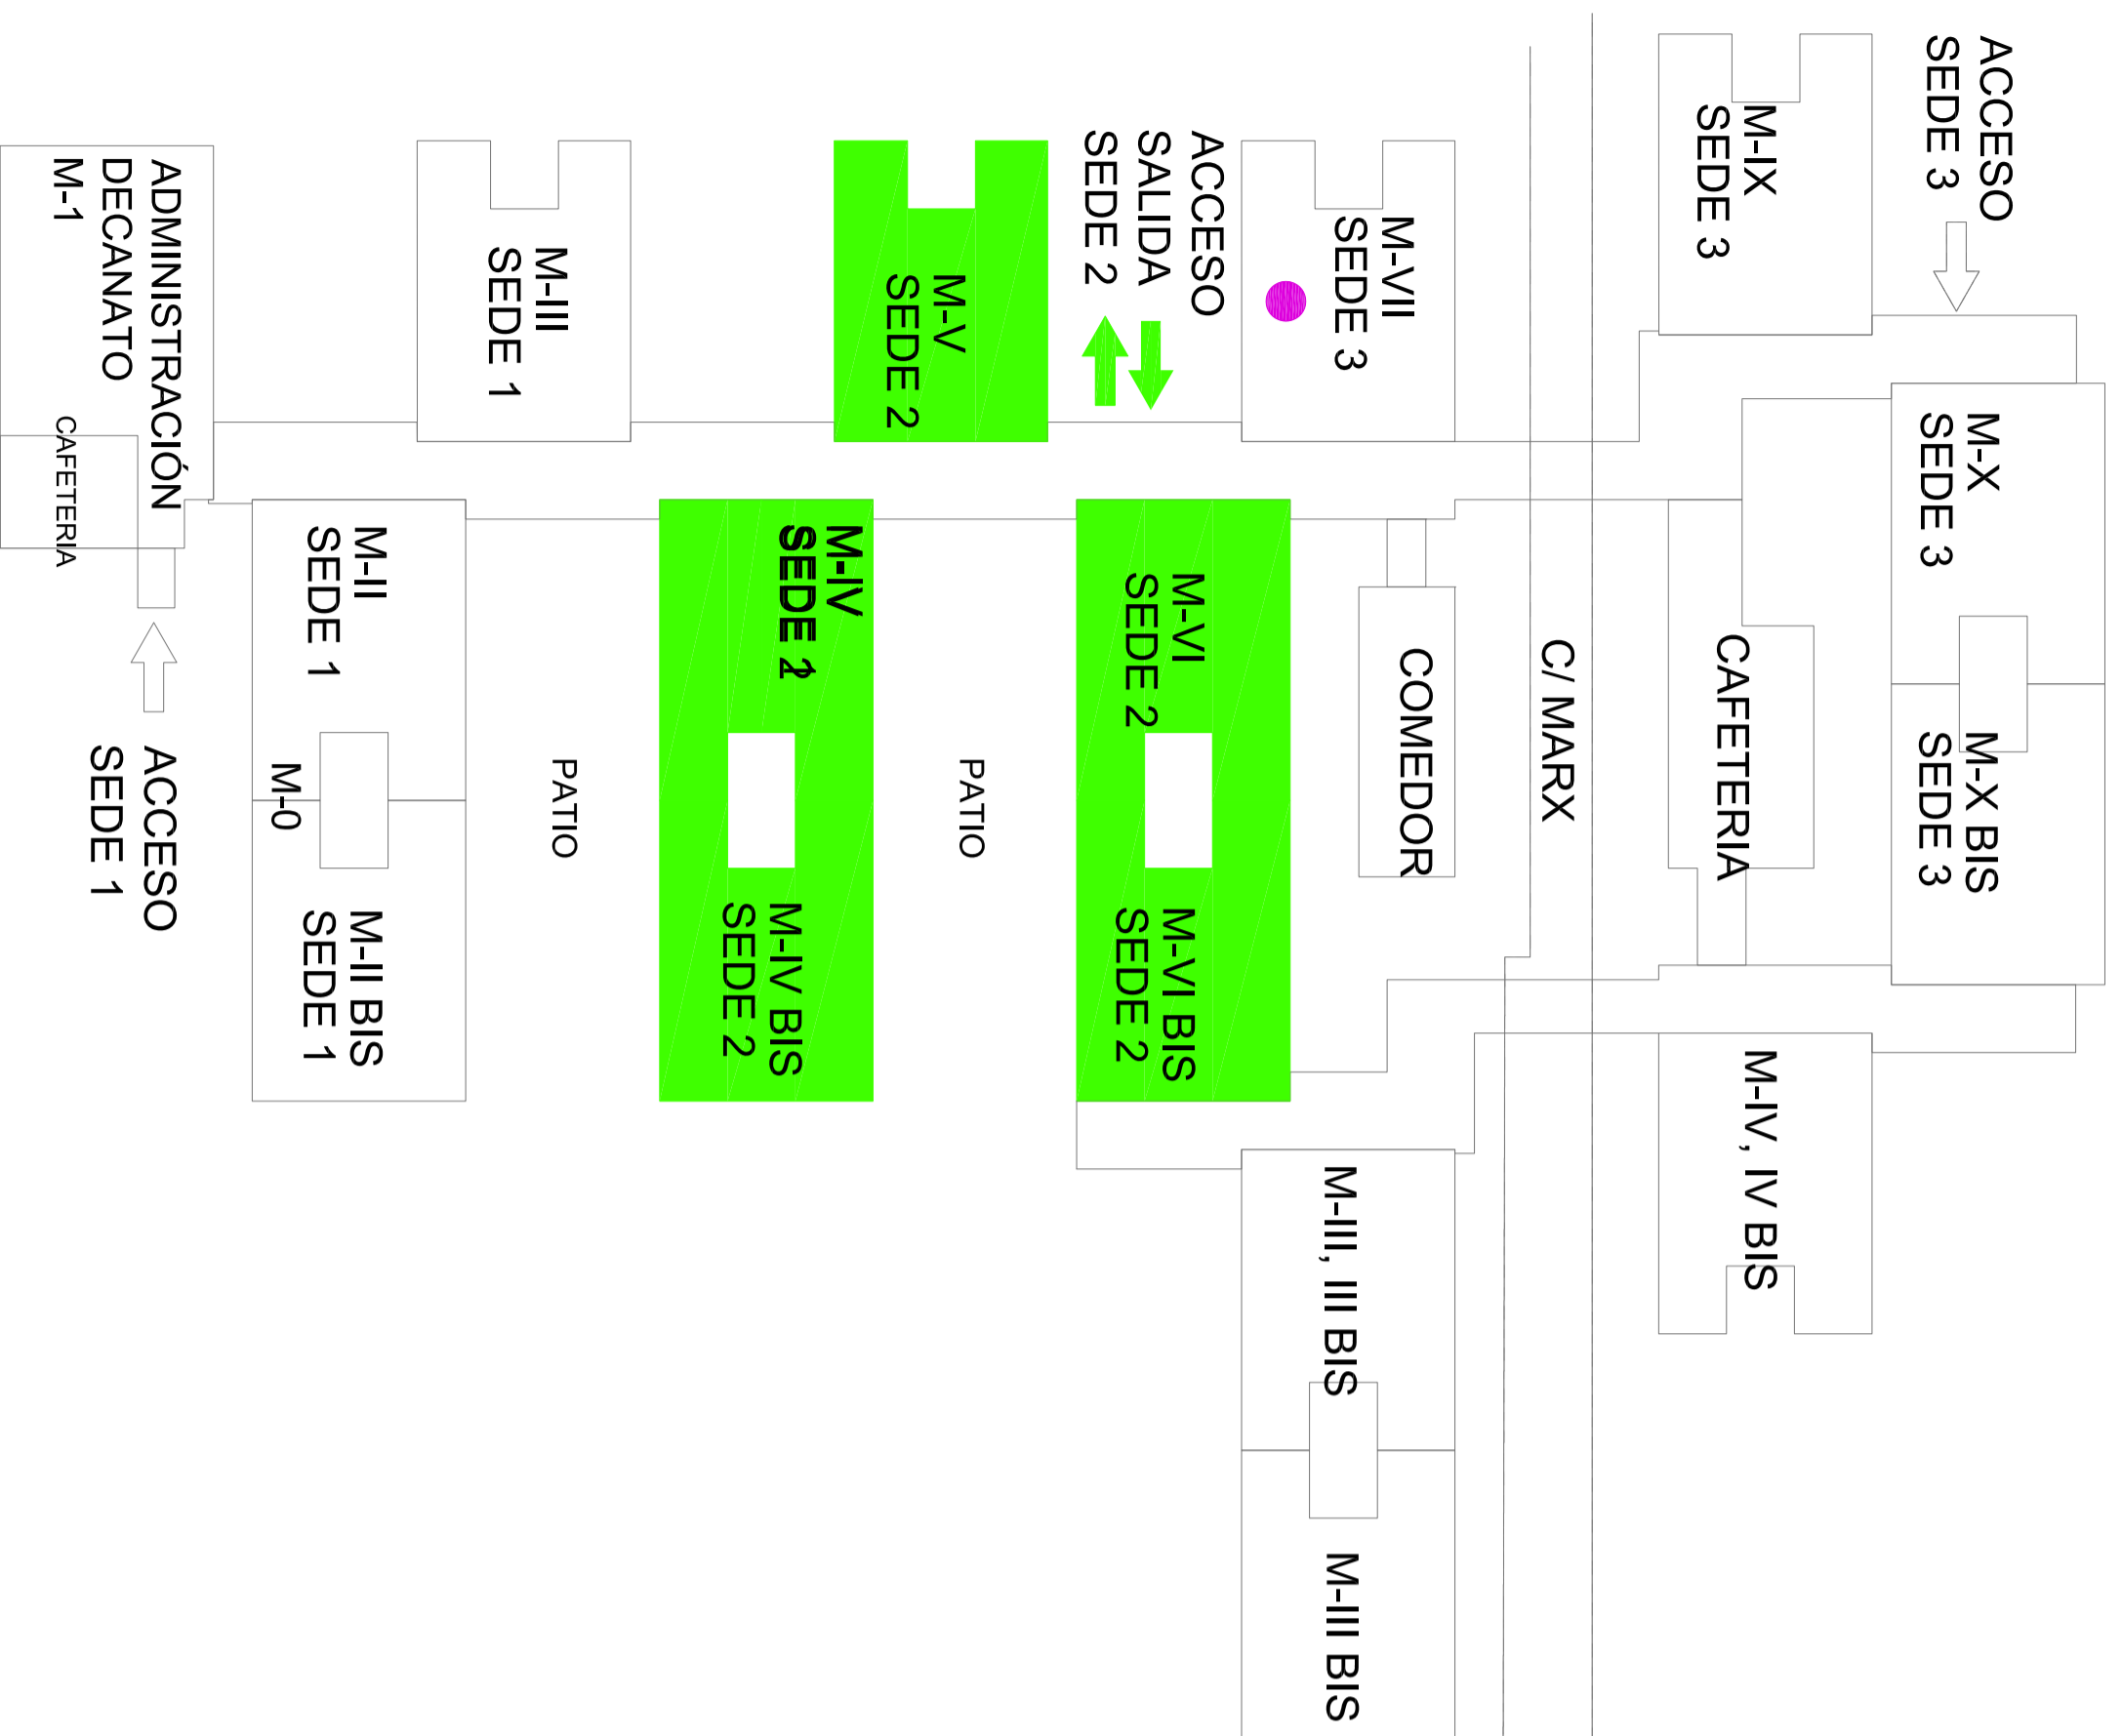 ACCESO
SEDE 3
M-X
SEDE 3
M-X BIS
SEDE 3
M-IX
SEDE 3
CAFETERIA
M-IV, IV BIS
C/ MARX
M-VII
SEDE 3
COMEDOR
M-III, III BIS
M-III BIS
ACCESO
SALIDA
SEDE 2
M-VI
SEDE 2
M-VI BIS
SEDE 2
M-V
SEDE 2
PATIO
M-IV
SEDE 2
M-IV BIS
SEDE 2
PATIO
M-III
SEDE 1
M-II
SEDE 1
M-II BIS
SEDE 1
M-0
ADMINISTRACIÓN
DECANATO
M-1
CAFETERIA
ACCESO
SEDE 1